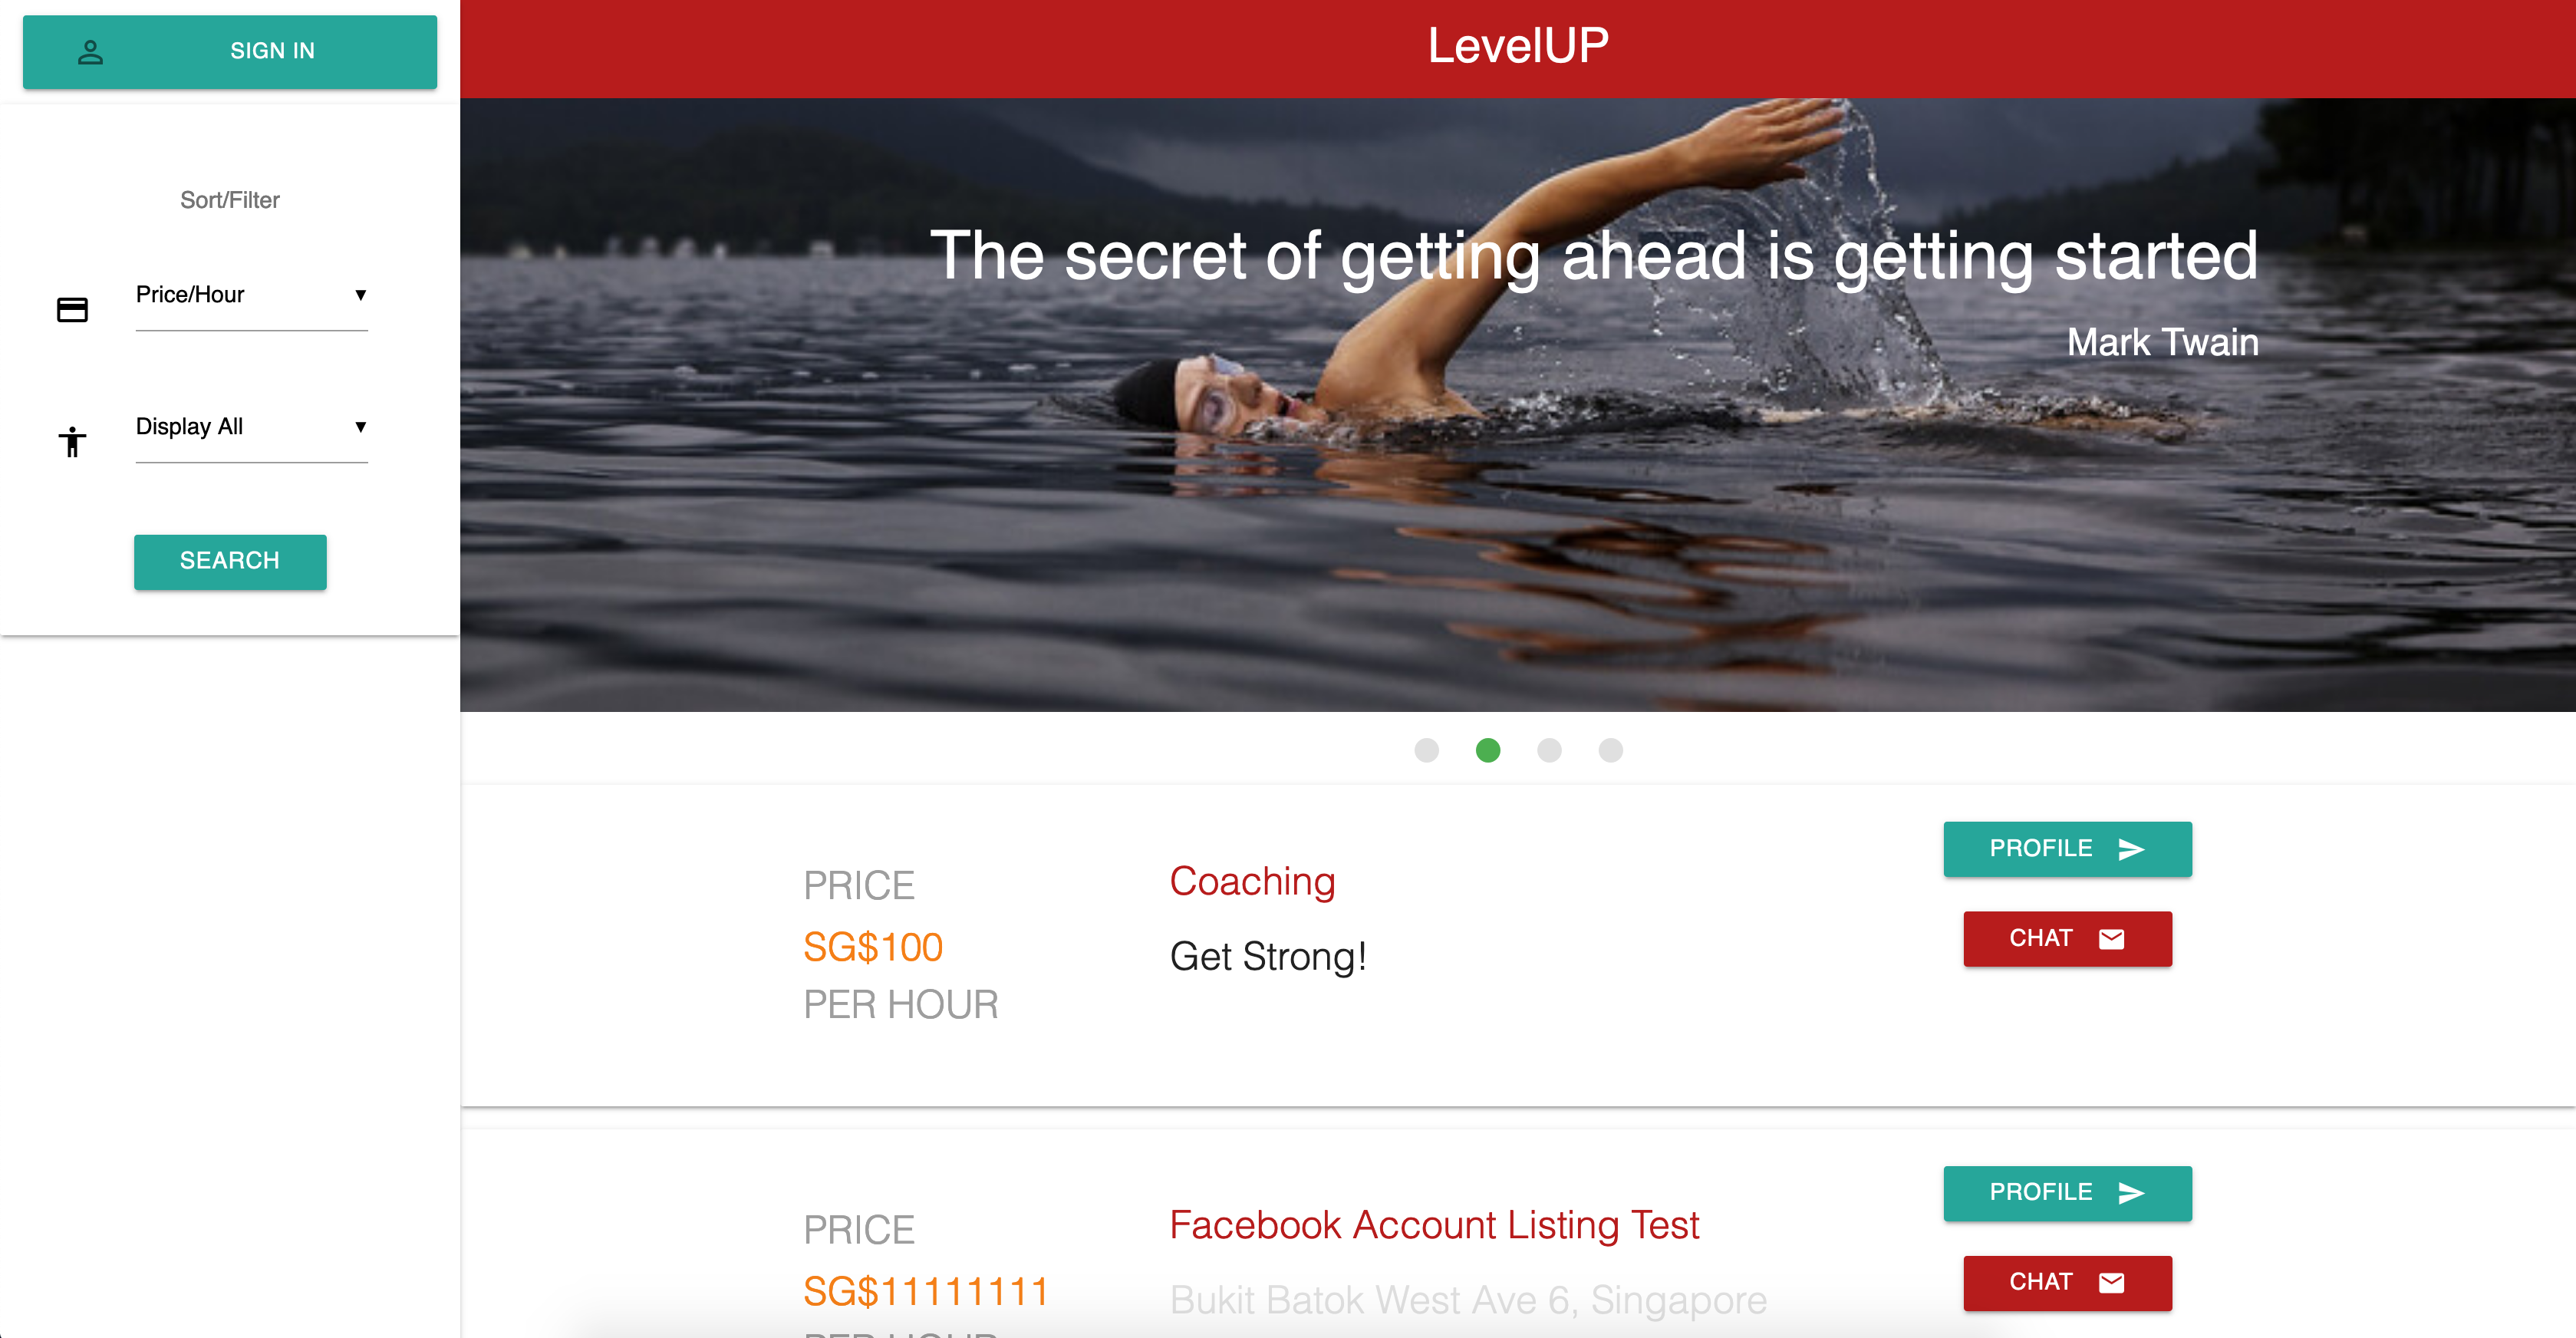 SIGN IN
LevelUP
Sort/Filter
Price/Hour
Display All
SEARCH
The secret of getting ahead is getting started
Mark Twain
PRICE
SG$100
PER HOUR
Coaching
Get Strong!
PROFILE
CHAT
PRICE
SG$11111111
PER HOUR
Facebook Account Listing Test
Bukit Batok West Ave 6, Singapore
PROFILE
CHAT